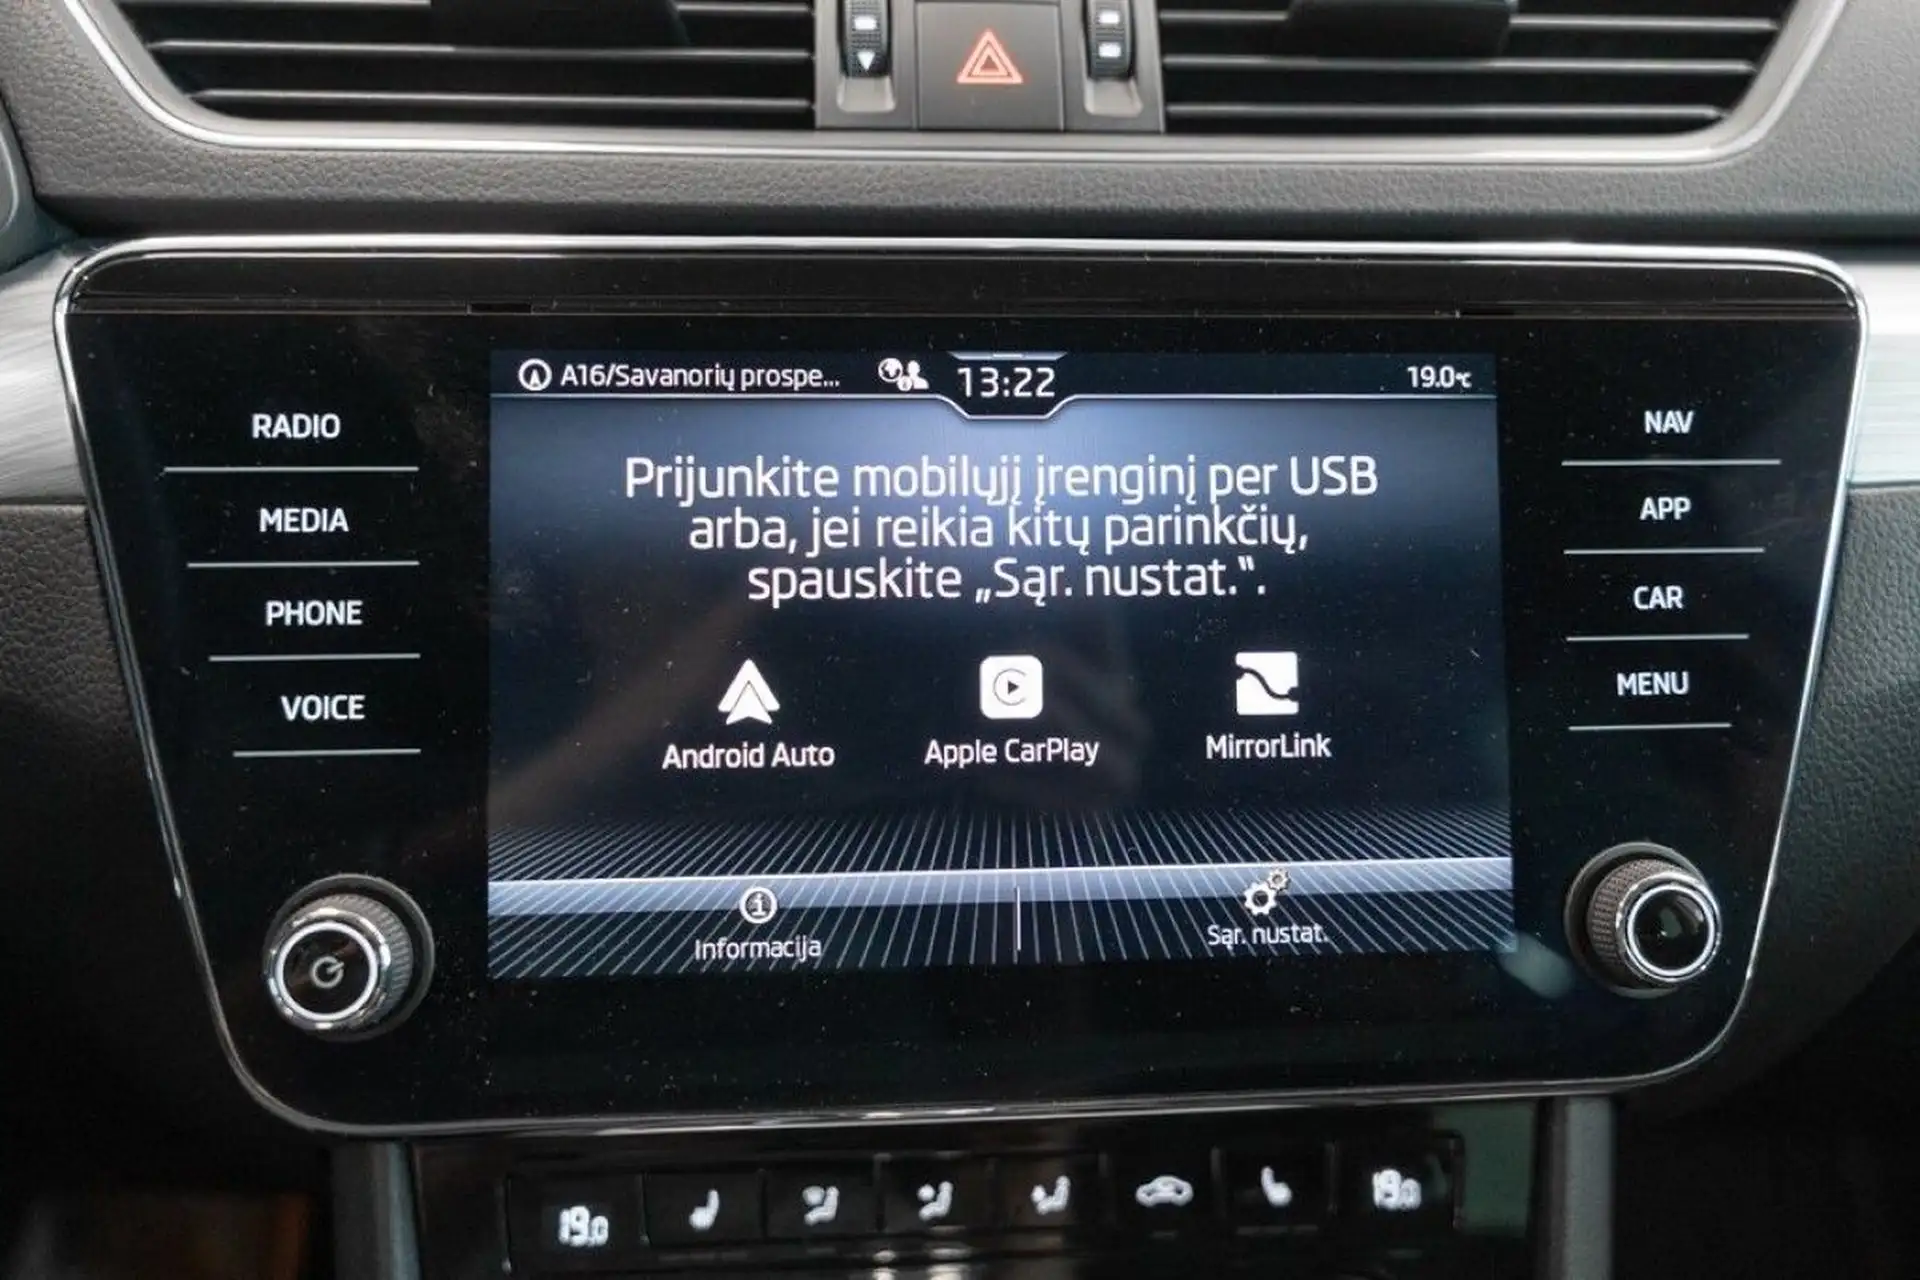 A16/Savanorių prospe...
13:22
19.0°C
RADIO
MEDIA
PHONE
VOICE
Prijunkite mobilųjį įrenginį per USB
arba, jei reikia kitų parinkčių,
spauskite „Sąr. nustat.“.
Android Auto
Apple CarPlay
MirrorLink
Informacija
Sąr. nustat.
NAV
APP
CAR
MENU
19.0
19.0